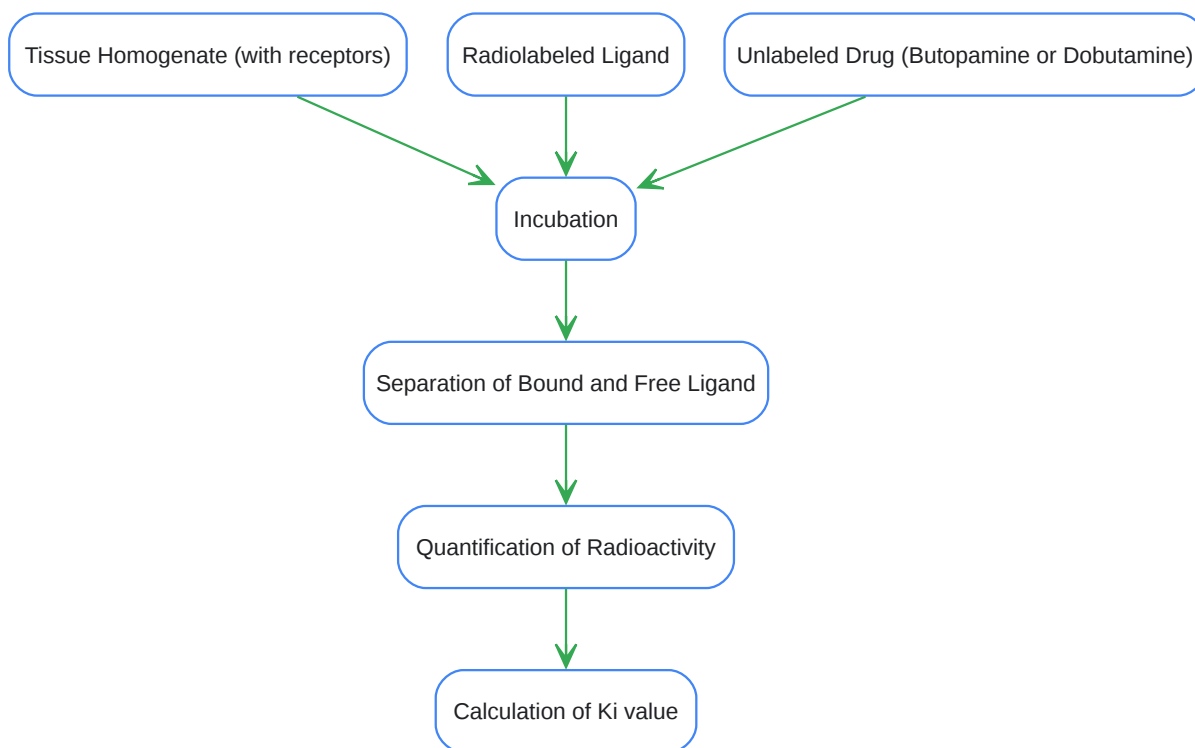 Tissue Homogenate (with receptors)
Radiolabeled Ligand
Unlabeled Drug (Butopamine or Dobutamine)
Incubation
Separation of Bound and Free Ligand
Quantification of Radioactivity
Calculation of Ki value